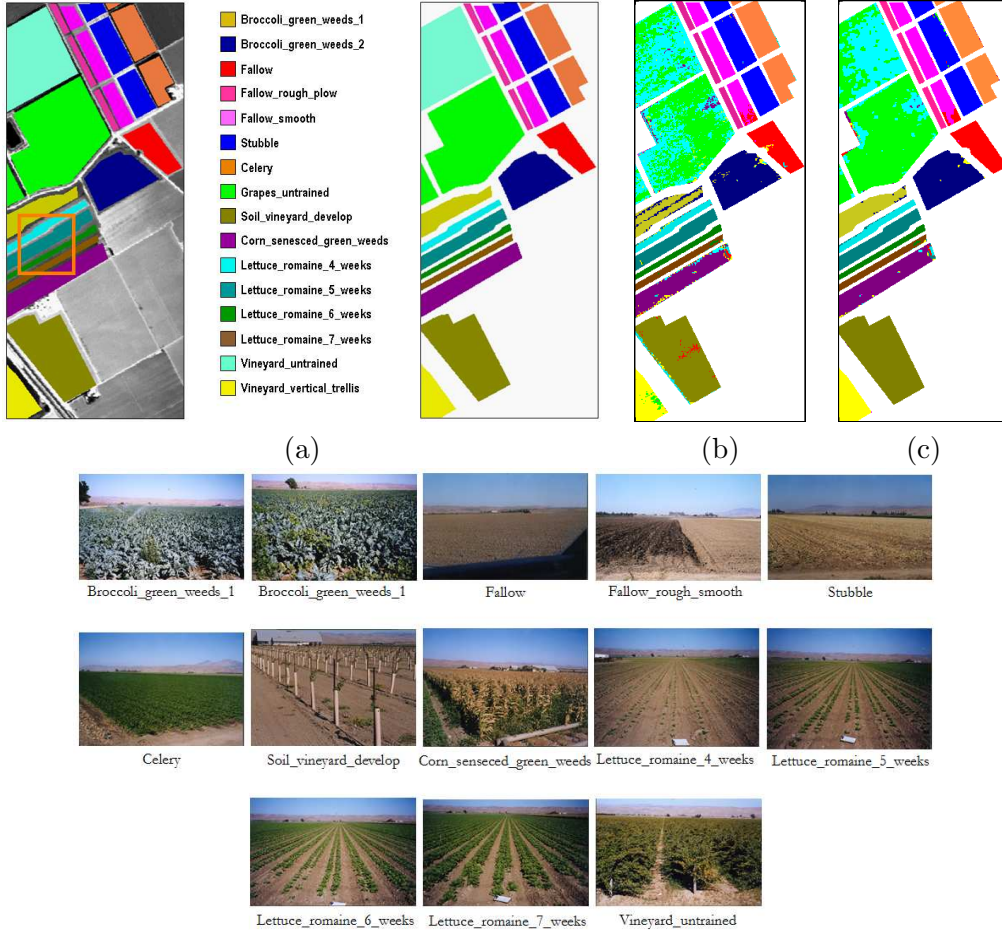 Broccoli_green_weeds_1
Broccoli_green_weeds_2
Fallow
Fallow_rough_plow
Fallow_smooth
Stubble
Celery
Grapes_untrained
Soil_vineyard_develop
Corn_senesced_green_weeds
Lettuce_romaine_4_weeks
Lettuce_romaine_5_weeks
Lettuce_romaine_6_weeks
Lettuce_romaine_7_weeks
Vineyard_untrained
Vineyard_vertical_trellis
(a) (b) (c)
Broccoli_green_weeds_1 Broccoli_green_weeds_1 Fallow Fallow_rough_smooth Stubble
Celery Soil_vineyard_develop Corn_senseced_green_weeds Lettuce_romaine_4_weeks Lettuce_romaine_5_weeks
Lettuce_romaine_6_weeks Lettuce_romaine_7_weeks Vineyard_untrained